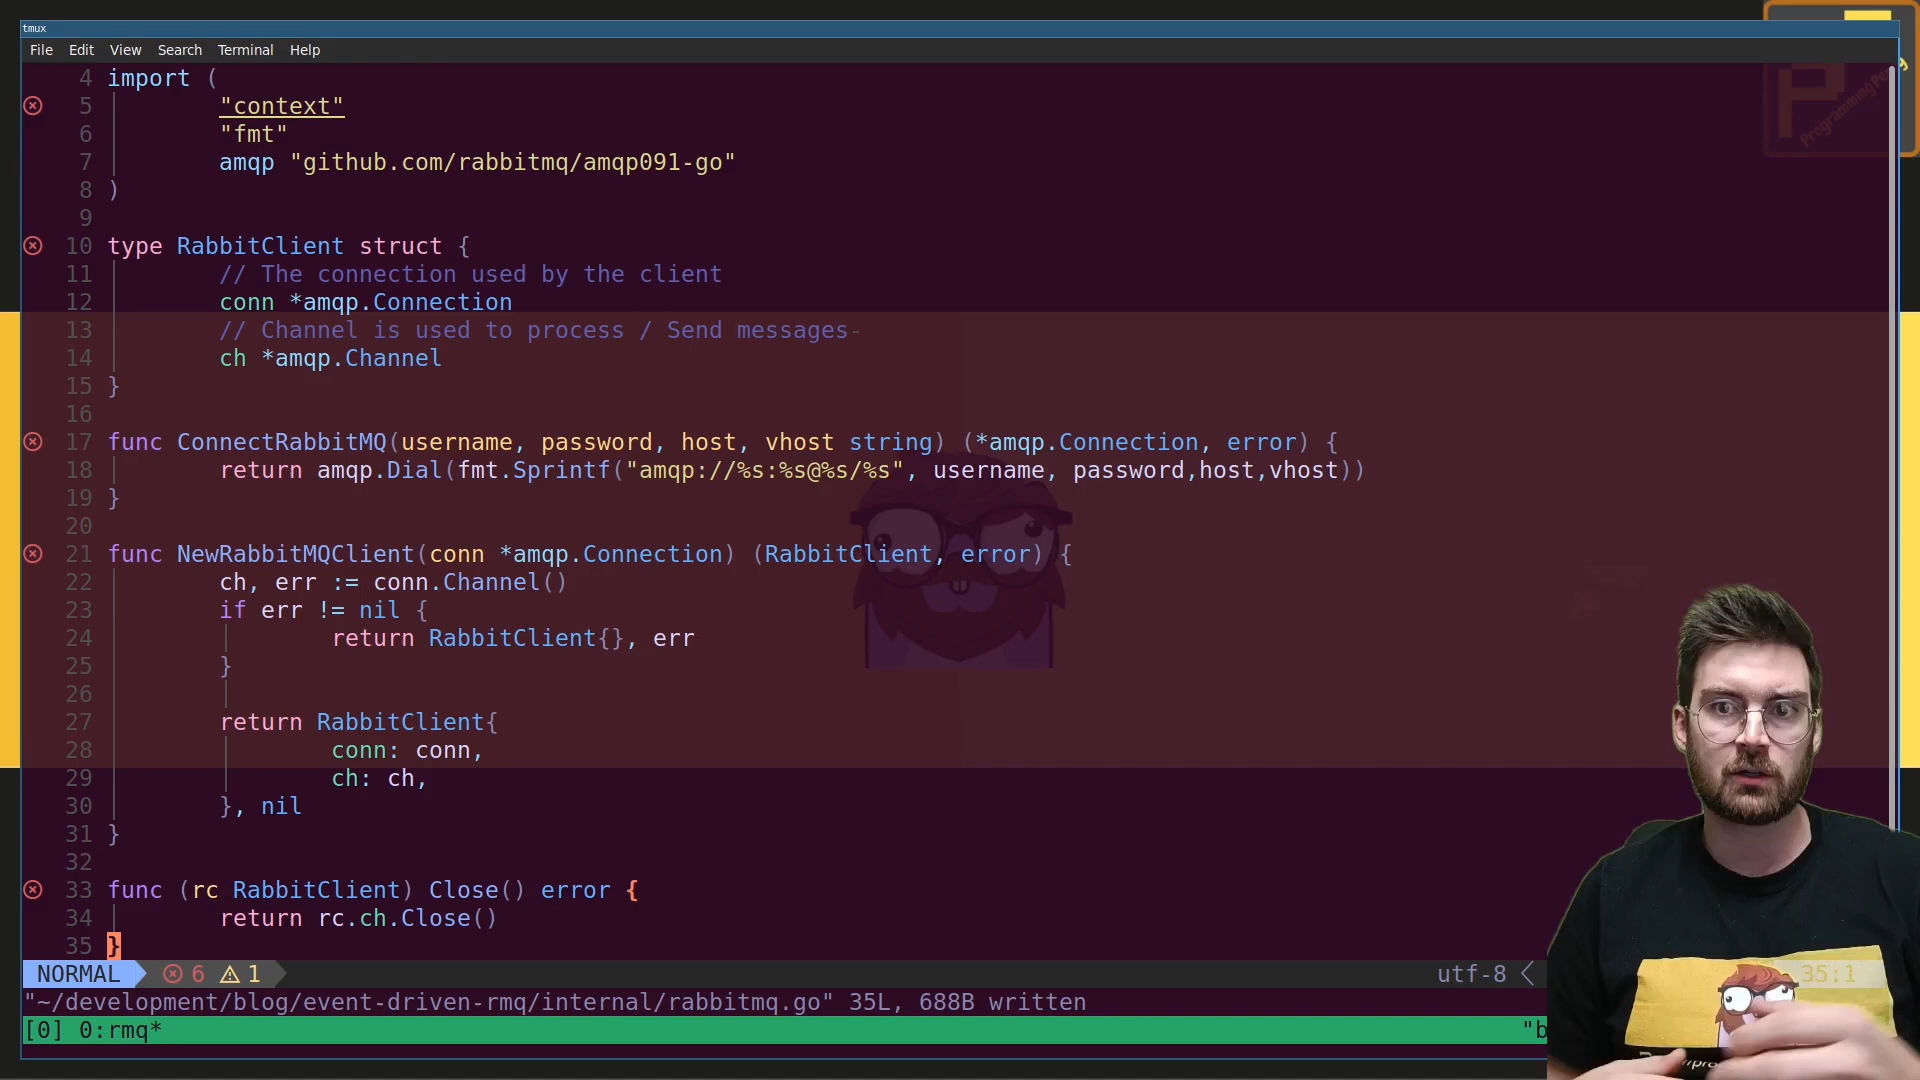 tmux
File Edit View Search Terminal Help
ProgrammingPercy
4 import (
5 "context"
6 "fmt"
7 amqp "github.com/rabbitmq/amqp091-go"
8 )
9
10 type RabbitClient struct {
11 // The connection used by the client
12 conn *amqp.Connection
13 // Channel is used to process / Send messages-
14 ch *amqp.Channel
15 }
16
17 func ConnectRabbitMQ(username, password, host, vhost string) (*amqp.Connection, error) {
18 return amqp.Dial(fmt.Sprintf("amqp://%s:%s@%s/%s", username, password,host,vhost))
19 }
20
21 func NewRabbitMQClient(conn *amqp.Connection) (RabbitClient, error) {
22 ch, err := conn.Channel()
23 if err != nil {
24 return RabbitClient{}, err
25 }
26
27 return RabbitClient{
28 conn: conn,
29 ch: ch,
30 }, nil
31 }
32
33 func (rc RabbitClient) Close() error {
34 return rc.ch.Close()
35 }
NORMAL 6 1 utf-8 35:1
"~/development/blog/event-driven-rmq/internal/rabbitmq.go" 35L, 688B written
[0] 0:rmq* "b